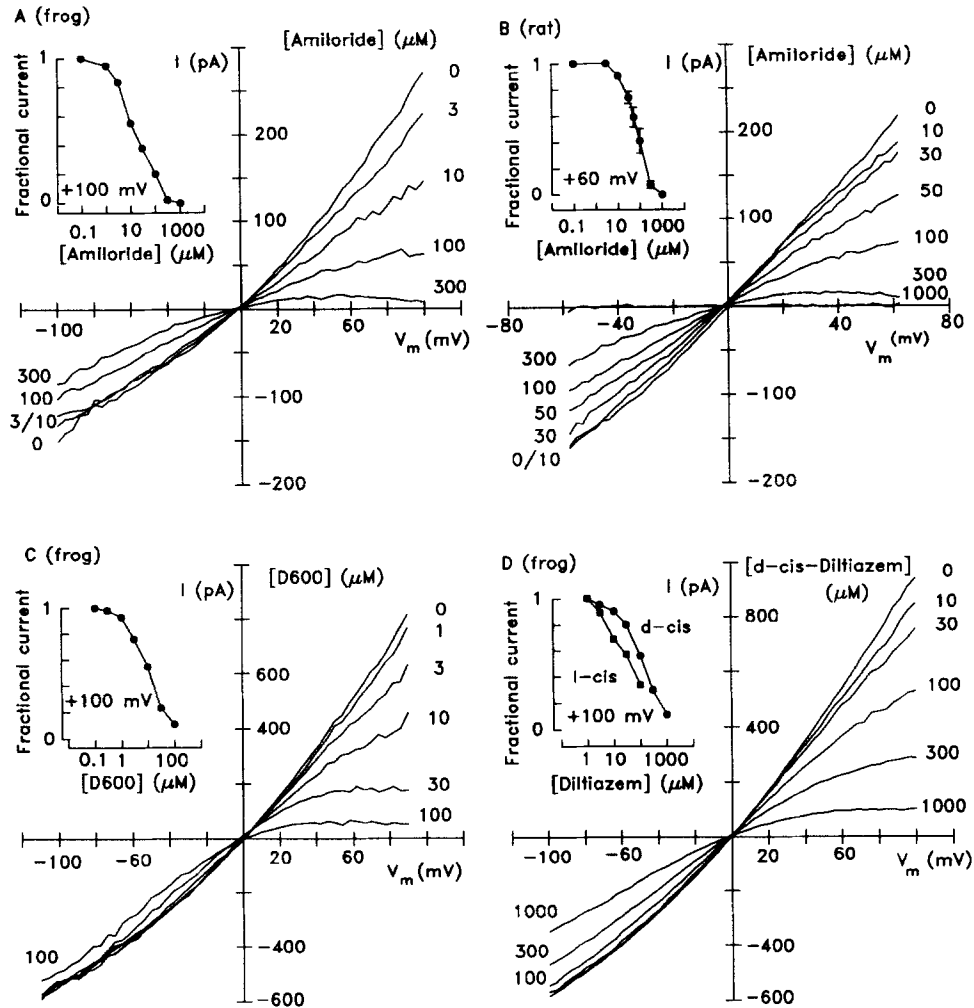 A (frog)
[Amiloride] (μM)
I (pA)
Fractional current
1
0
+100 mV
0.1 10 1000
[Amiloride] (μM)
0
3
10
100
300
200
100
-100
20 60
Vm (mV)
300
100
3/10
0
-100
-200
B (rat)
[Amiloride] (μM)
I (pA)
Fractional current
1
0
+60 mV
0.1 10 1000
[Amiloride] (μM)
0
10
30
50
100
300
1000
200
100
-80 -40
40 80
Vm (mV)
300
100
50
30
0/10
-100
-200
C (frog)
[D600] (μM)
I (pA)
Fractional current
1
0
+100 mV
0.1 1 100
[D600] (μM)
0
1
3
10
30
100
600
400
200
-100 -60
20 60
Vm (mV)
100
-400
-600
D (frog)
[d-cis-Diltiazem]
(μM)
I (pA)
Fractional current
1
0
d-cis
l-cis
+100 mV
1 10 1000
[Diltiazem] (μM)
0
10
30
100
300
1000
800
400
-100 -60
20 60
Vm (mV)
1000
300
100
-400
-600